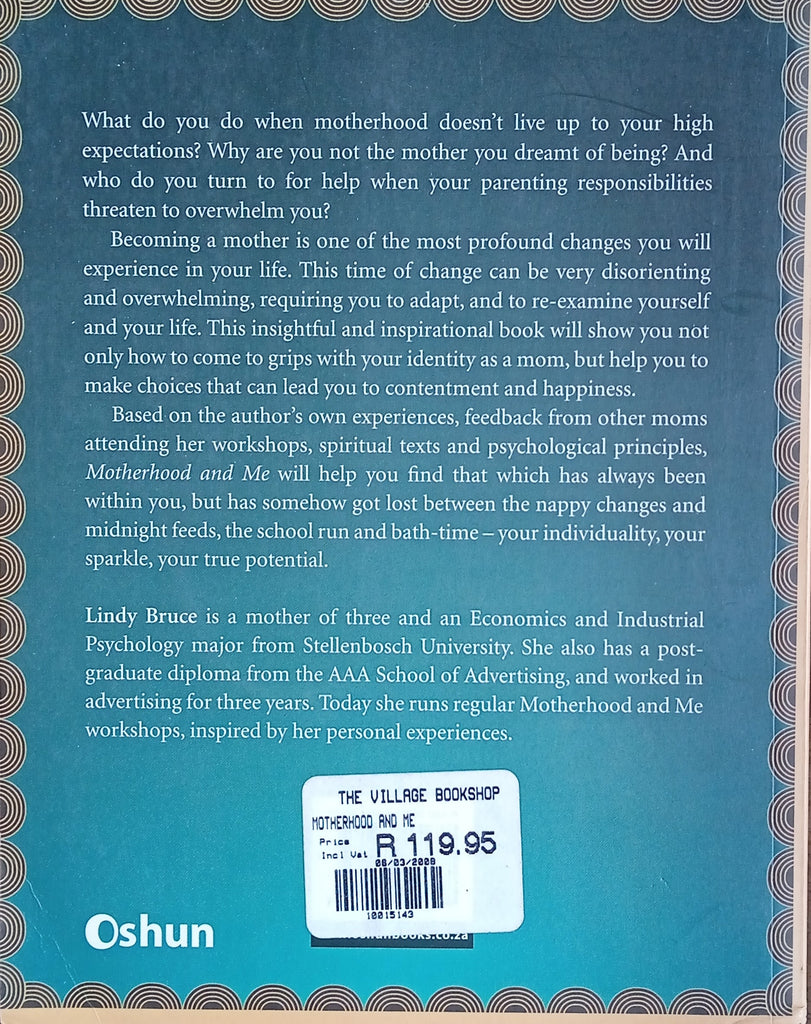 What do you do when motherhood doesn't live up to your high
expectations? Why are you not the mother you dreamt of being? And
who do you turn to for help when your parenting responsibilities
threaten to overwhelm you?
Becoming a mother is one of the most profound changes you will
experience in your life. This time of change can be very disorienting
and overwhelming, requiring you to adapt, and to re-examine yourself
and your life. This insightful and inspirational book will show you not
only how to come to grips with your identity as a mom, but help you to
make choices that can lead you to contentment and happiness.
Based on the author's own experiences, feedback from other moms
attending her workshops, spiritual texts and psychological principles,
Motherhood and Me will help you find that which has always been
within you, but has somehow got lost between the nappy changes and
midnight feeds, the school run and bath-time – your individuality, your
sparkle, your true potential.
Lindy Bruce is a mother of three and an Economics and Industrial
Psychology major from Stellenbosch University. She also has a post-
graduate diploma from the AAA School of Advertising, and worked in
advertising for three years. Today she runs regular Motherhood and Me
workshops, inspired by her personal experiences.
THE VILLAGE BOOKSHOP
MOTHERHOOD AND ME
Price
Incl Vat R 119.95
08/03/2008
10015143
Oshun